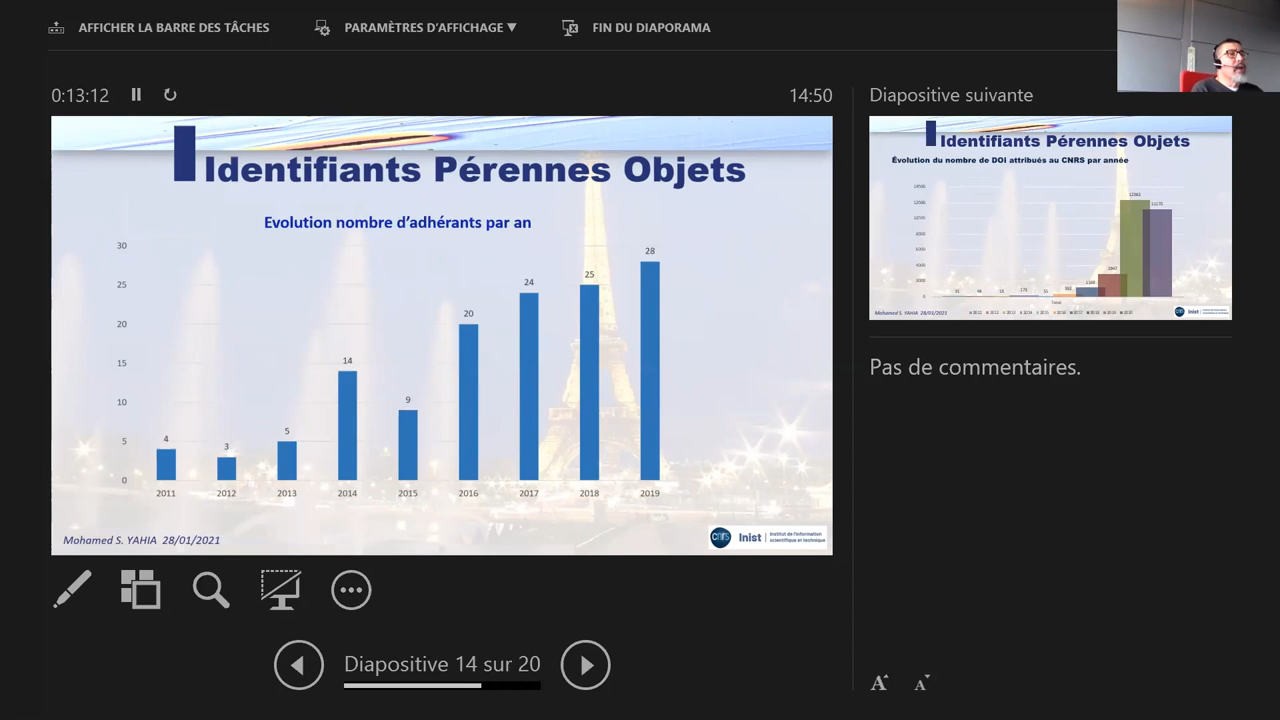 AFFICHER LA BARRE DES TÂCHES
PARAMÈTRES D'AFFICHAGE ▼
FIN DU DIAPORAMA
0:13:12
14:50
Diapositive suivante
Identifiants Pérennes Objets
Evolution nombre d'adhérants par an
30
25
20
15
10
5
0
4
3
5
14
9
20
24
25
28
2011
2012
2013
2014
2015
2016
2017
2018
2019
Mohamed S. YAHIA 28/01/2021
cnrs
Inist
Institut de l'information
scientifique et technique
Identifiants Pérennes Objets
Évolution du nombre de DOI attribués au CNRS par année
Mohamed S. YAHIA 28/01/2021
Inist
Pas de commentaires.
Diapositive 14 sur 20
A
A